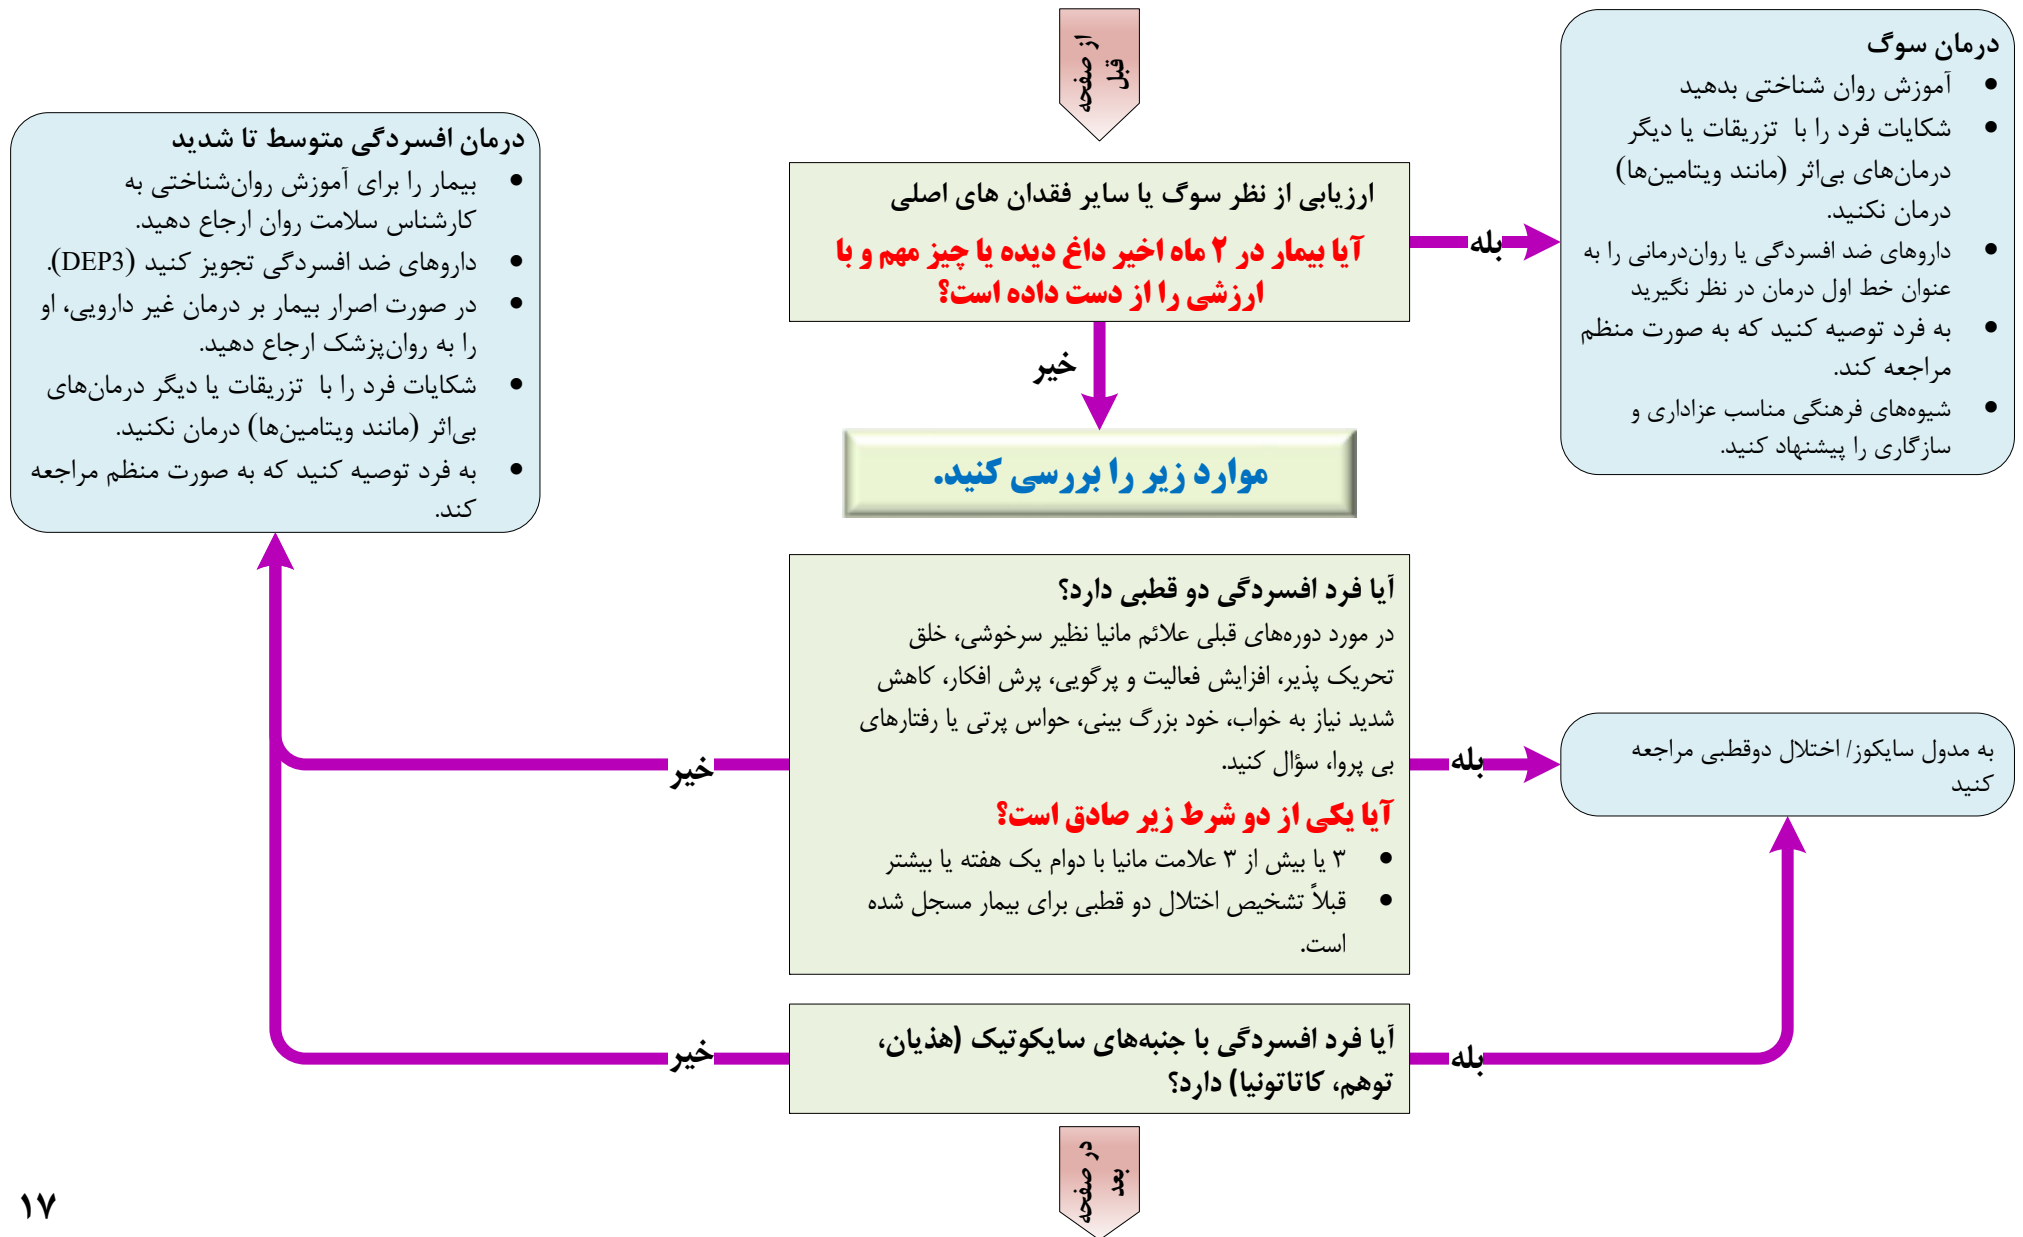 از صفحه
قبل
درمان سوگ
• آموزش روان شناختی بدهید
• شکایات فرد را با تزریقات یا دیگر
درمان‌های بی‌اثر (مانند ویتامین‌ها)
درمان نکنید.
• داروهای ضد افسردگی یا روان‌درمانی را به
عنوان خط اول درمان در نظر نگیرید
• به فرد توصیه کنید که به صورت منظم
مراجعه کند.
• شیوه‌های فرهنگی مناسب عزاداری و
سازگاری را پیشنهاد کنید.
ارزیابی از نظر سوگ یا سایر فقدان های اصلی
آیا بیمار در ۲ ماه اخیر داغ دیده یا چیز مهم و با
ارزشی را از دست داده است؟
بله
خیر
درمان افسردگی متوسط تا شدید
• بیمار را برای آموزش روان‌شناختی به
کارشناس سلامت روان ارجاع دهید.
• داروهای ضد افسردگی تجویز کنید (DEP3).
• در صورت اصرار بیمار بر درمان غیر دارویی، او
را به روان‌پزشک ارجاع دهید.
• شکایات فرد را با تزریقات یا دیگر درمان‌های
بی‌اثر (مانند ویتامین‌ها) درمان نکنید.
• به فرد توصیه کنید که به صورت منظم مراجعه
کند.
موارد زیر را بررسی کنید.
آیا فرد افسردگی دو قطبی دارد؟
در مورد دوره‌های قبلی علائم مانیا نظیر سرخوشی، خلق
تحریک پذیر، افزایش فعالیت و پرگویی، پرش افکار، کاهش
شدید نیاز به خواب، خود بزرگ بینی، حواس پرتی یا رفتارهای
بی پروا، سؤال کنید.
آیا یکی از دو شرط زیر صادق است؟
• ۳ یا بیش از ۳ علامت مانیا با دوام یک هفته یا بیشتر
• قبلاً تشخیص اختلال دو قطبی برای بیمار مسجل شده
است.
بله
خیر
به مدول سایکوز/ اختلال دوقطبی مراجعه
کنید
آیا فرد افسردگی با جنبه‌های سایکوتیک (هذیان،
توهم، کاتاتونیا) دارد؟
بله
خیر
در صفحه
بعد
۱۷